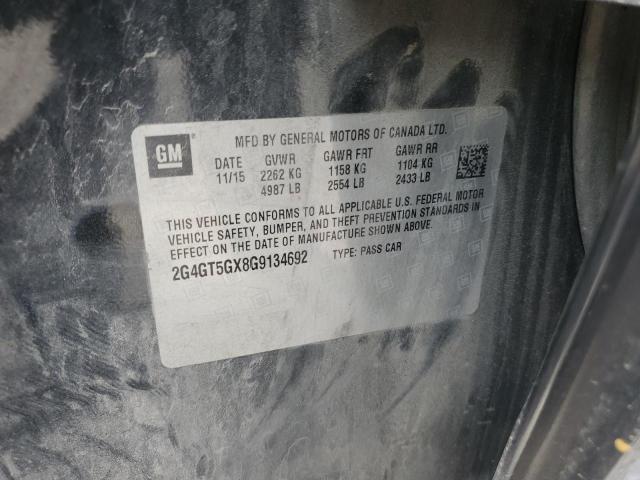 GM
MFD BY GENERAL MOTORS OF CANADA LTD.
DATE GVWR GAWR FRT GAWR RR
11/15 2262 KG 1158 KG 1104 KG
4987 LB 2554 LB 2433 LB
THIS VEHICLE CONFORMS TO ALL APPLICABLE U.S. FEDERAL MOTOR
VEHICLE SAFETY, BUMPER, AND THEFT PREVENTION STANDARDS IN
EFFECT ON THE DATE OF MANUFACTURE SHOWN ABOVE.
2G4GT5GX8G9134692 TYPE: PASS CAR